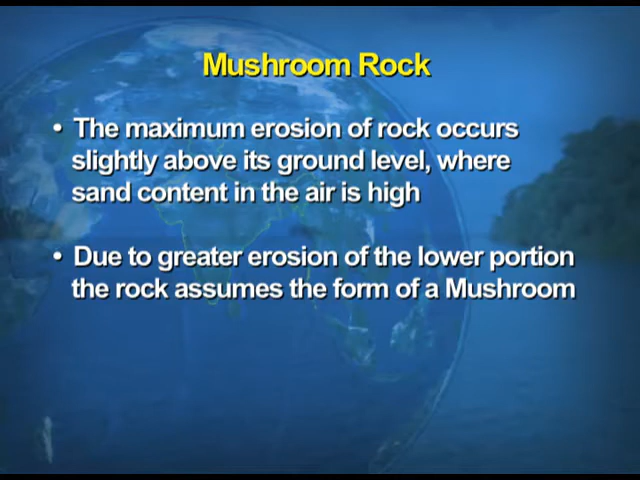 Mushroom Rock
• The maximum erosion of rock occurs
slightly above its ground level, where
sand content in the air is high
• Due to greater erosion of the lower portion
the rock assumes the form of a Mushroom